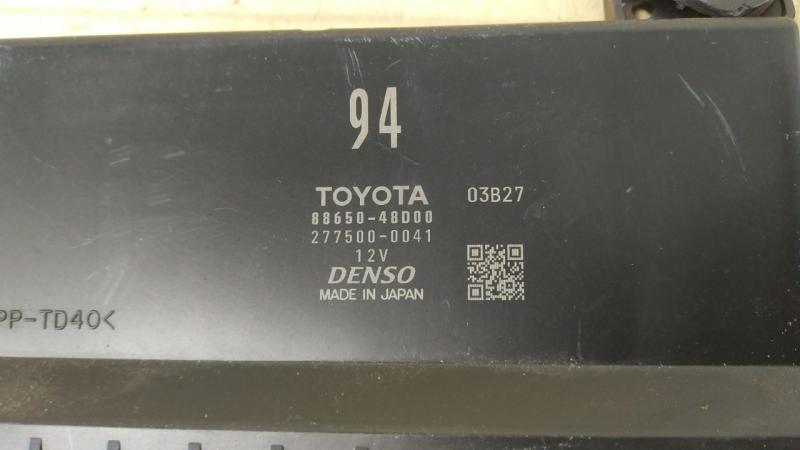 94
TOYOTA 03B27
88650-48D00
277500-0041
12V
DENSO
MADE IN JAPAN
PP-TD40<